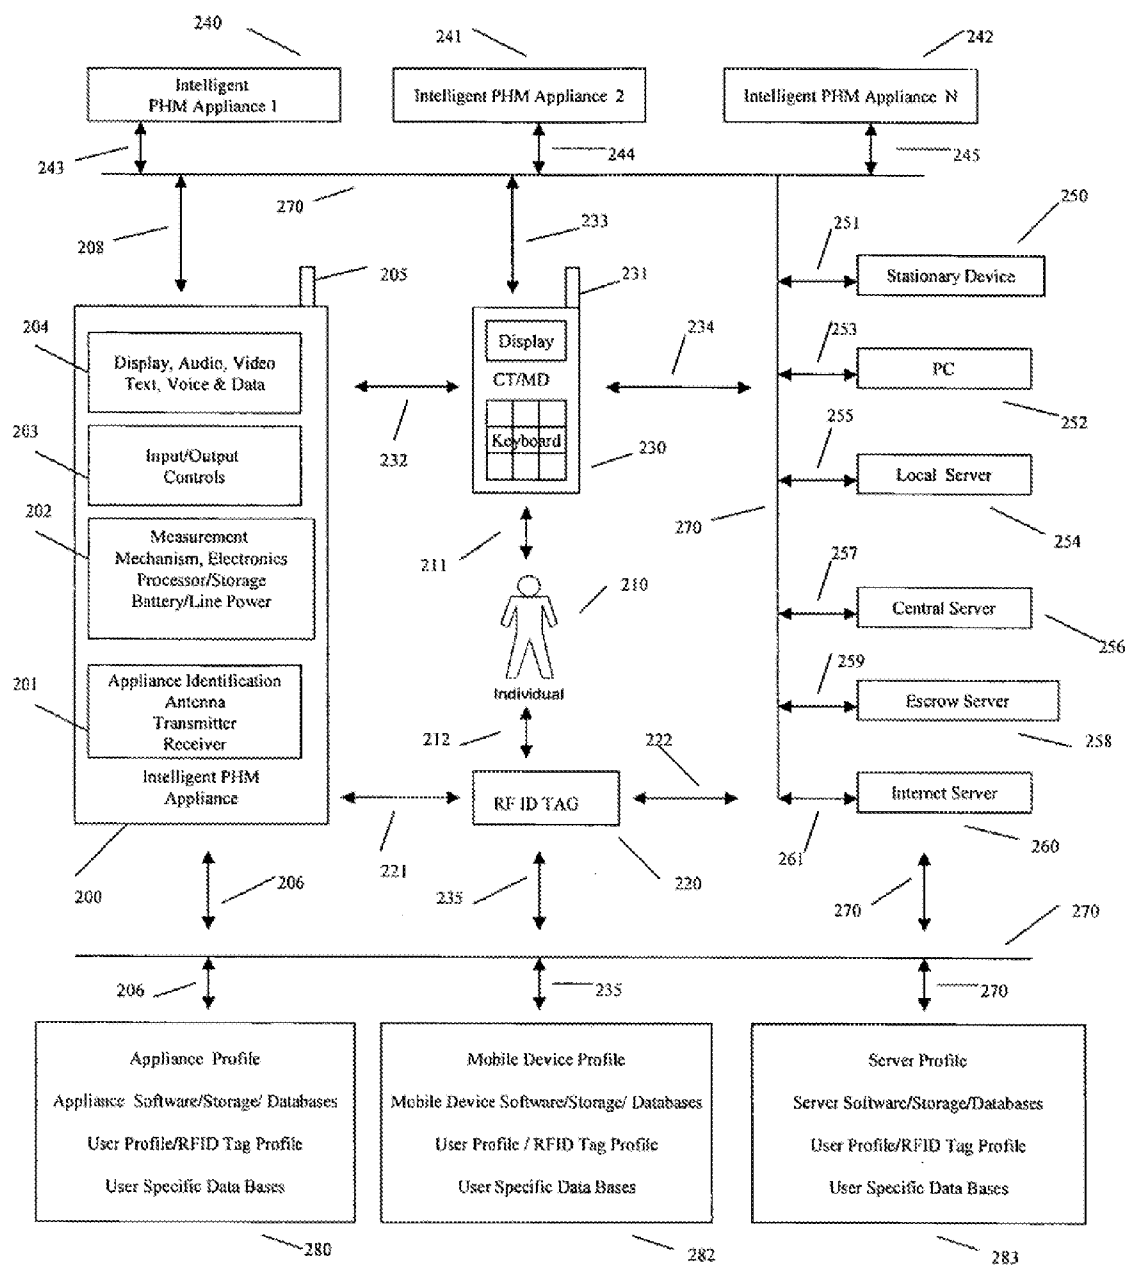 240
241
242
Intelligent
PHM Appliance 1
Intelligent PHM Appliance 2
Intelligent PHM Appliance N
243
244
245
270
208
233
250
251
205
231
Stationary Device
204
Display, Audio, Video
Text, Voice & Data
Display
CT/MD
Keyboard
234
253
PC
252
263
Input/Output
Controls
232
230
255
Local Server
254
202
Measurement
Mechanism, Electronics
Processor/Storage
Battery/Line Power
270
211
210
257
Central Server
256
201
Appliance Identification
Antenna
Transmitter
Receiver
Individual
259
Escrow Server
258
212
222
Intelligent PHM
Appliance
RF ID TAG
Internet Server
261
260
200
206
221
235
220
270
270
206
235
270
Appliance Profile
Appliance Software/Storage/ Databases
User Profile/RFID Tag Profile
User Specific Data Bases
Mobile Device Profile
Mobile Device Software/Storage/ Databases
User Profile / RFID Tag Profile
User Specific Data Bases
Server Profile
Server Software/Storage/Databases
User Profile/RFID Tag Profile
User Specific Data Bases
280
282
283